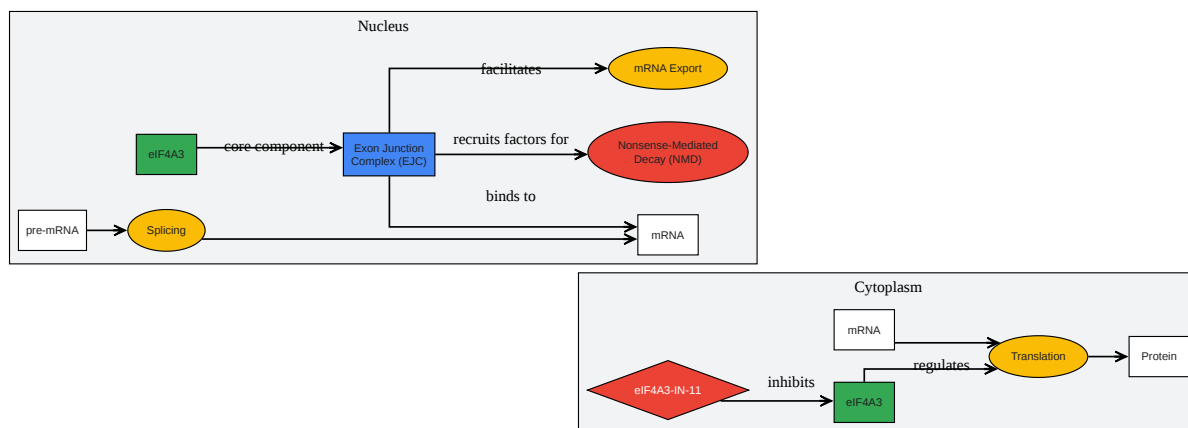 Nucleus
facilitates
mRNA Export
eIF4A3
core component
Exon Junction
Complex (EJC)
recruits factors for
Nonsense-Mediated
Decay (NMD)
binds to
pre-mRNA
Splicing
mRNA
Cytoplasm
mRNA
Translation
Protein
regulates
eIF4A3-IN-11
inhibits
eIF4A3